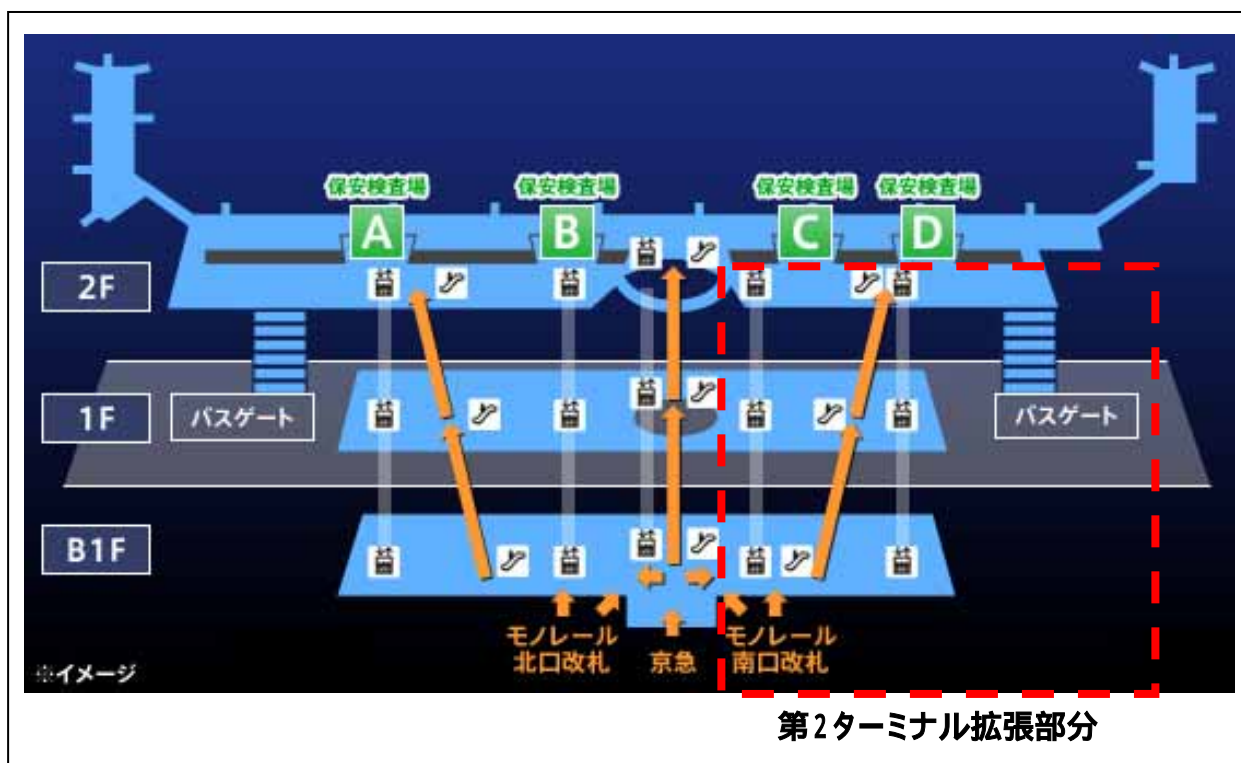 保安検査場 保安検査場 保安検査場 保安検査場
A B C D
2F
1F
バスゲート バスゲート
B1F
モノレール 北口改札
京急
モノレール 南口改札
※イメージ
第2ターミナル拡張部分